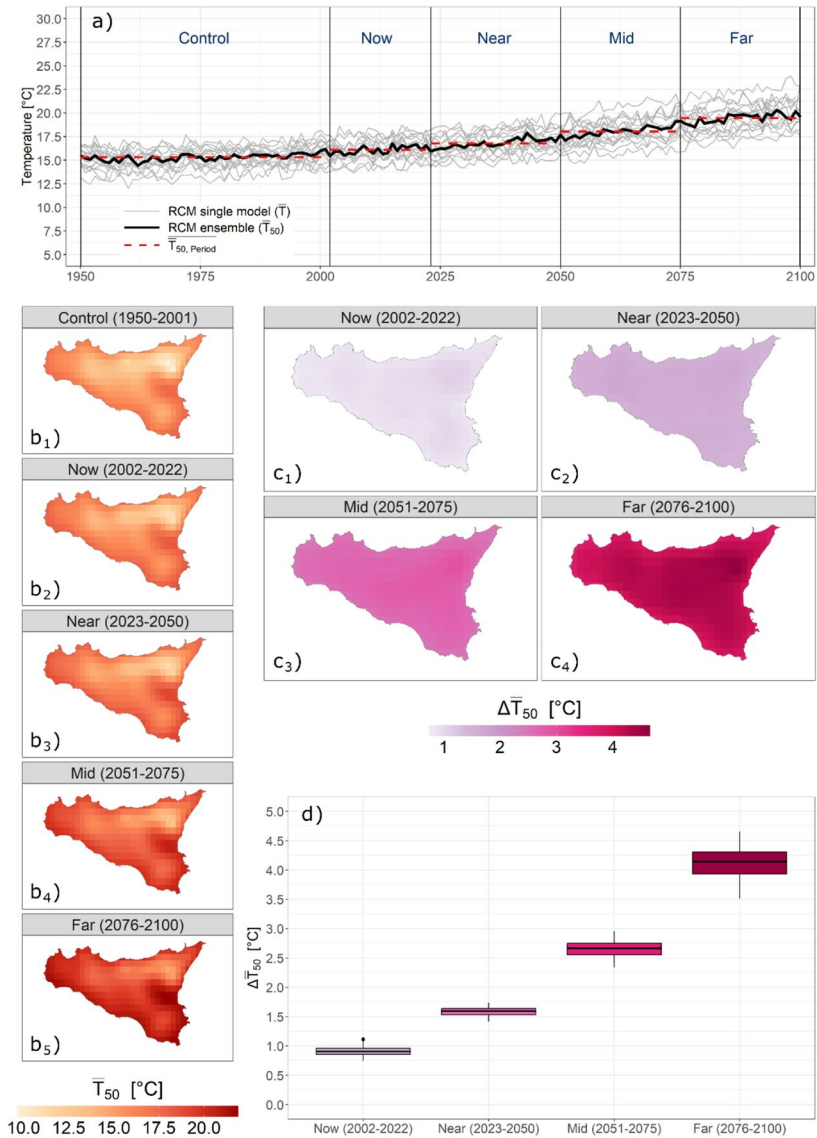 a)
Control Now Near Mid Far
30.0
27.5
25.0
22.5
20.0
17.5
15.0
12.5
10.0
7.5
5.0
Temperature [°C]
RCM single model (T̅)
RCM ensemble (T̅₅₀)
T̿₅₀, Period
1950 1975 2000 2025 2050 2075 2100
Control (1950-2001)
b₁)
Now (2002-2022)
b₂)
Near (2023-2050)
b₃)
Mid (2051-2075)
b₄)
Far (2076-2100)
b₅)
T̿₅₀ [°C]
10.0 12.5 15.0 17.5 20.0
Now (2002-2022)
c₁)
Near (2023-2050)
c₂)
Mid (2051-2075)
c₃)
Far (2076-2100)
c₄)
ΔT̿₅₀ [°C]
1 2 3 4
d)
5.0
4.5
4.0
3.5
3.0
2.5
2.0
1.5
1.0
0.5
0.0
ΔT̿₅₀ [°C]
Now (2002-2022) Near (2023-2050) Mid (2051-2075) Far (2076-2100)